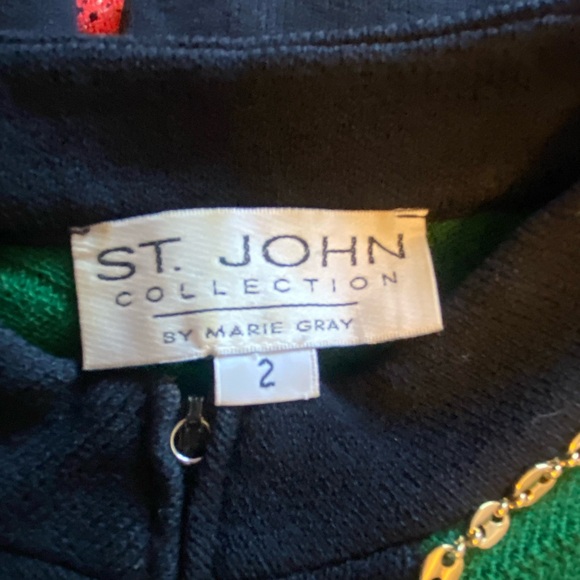 ST. JOHN
COLLECTION
BY MARIE GRAY
2